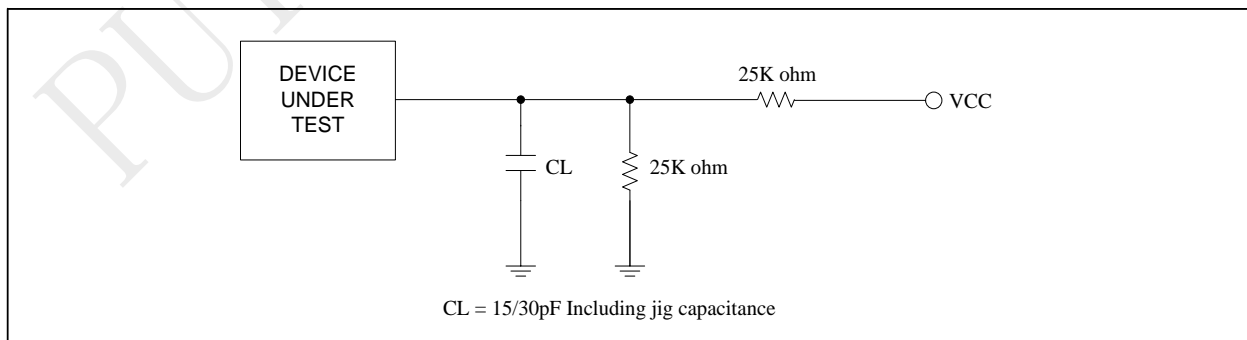 DEVICE
UNDER
TEST
25K ohm
VCC
CL
25K ohm
CL = 15/30pF Including jig capacitance